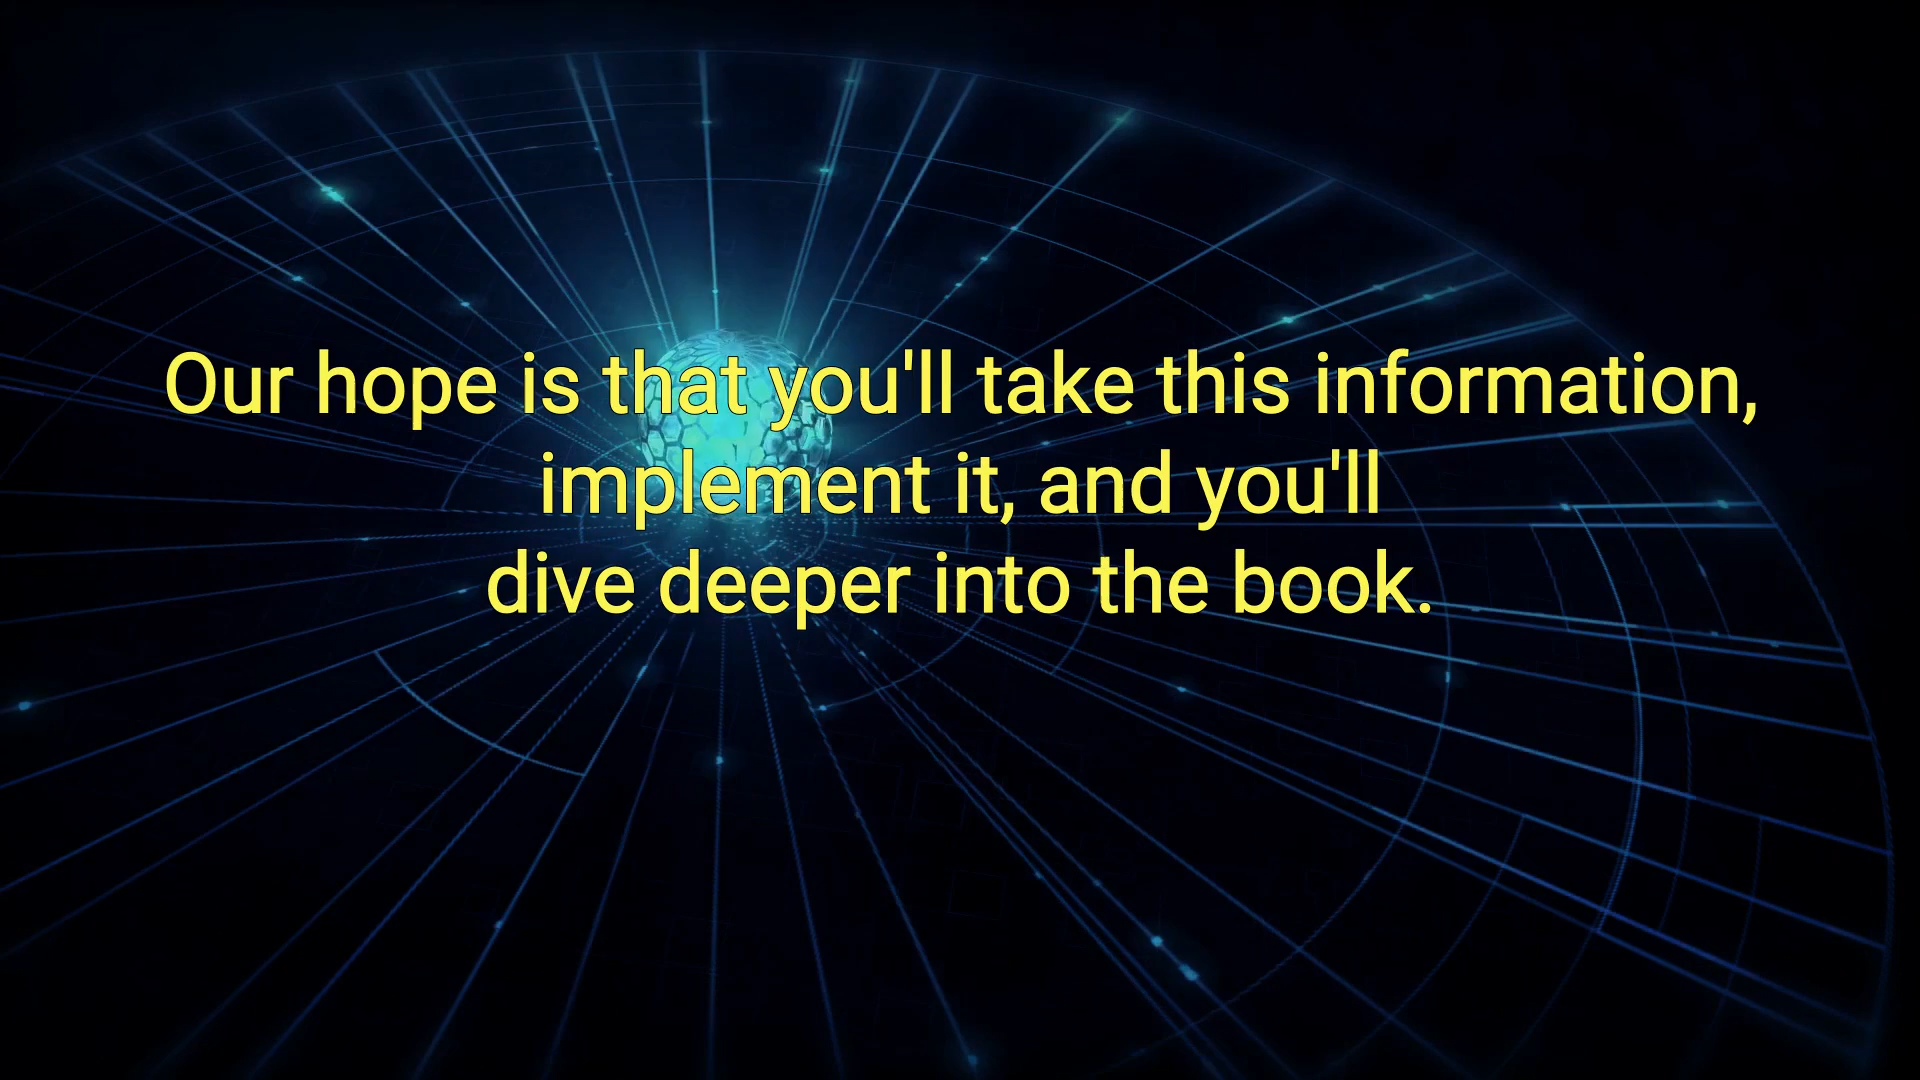 Our hope is that you'll take this information,
implement it, and you'll
dive deeper into the book.